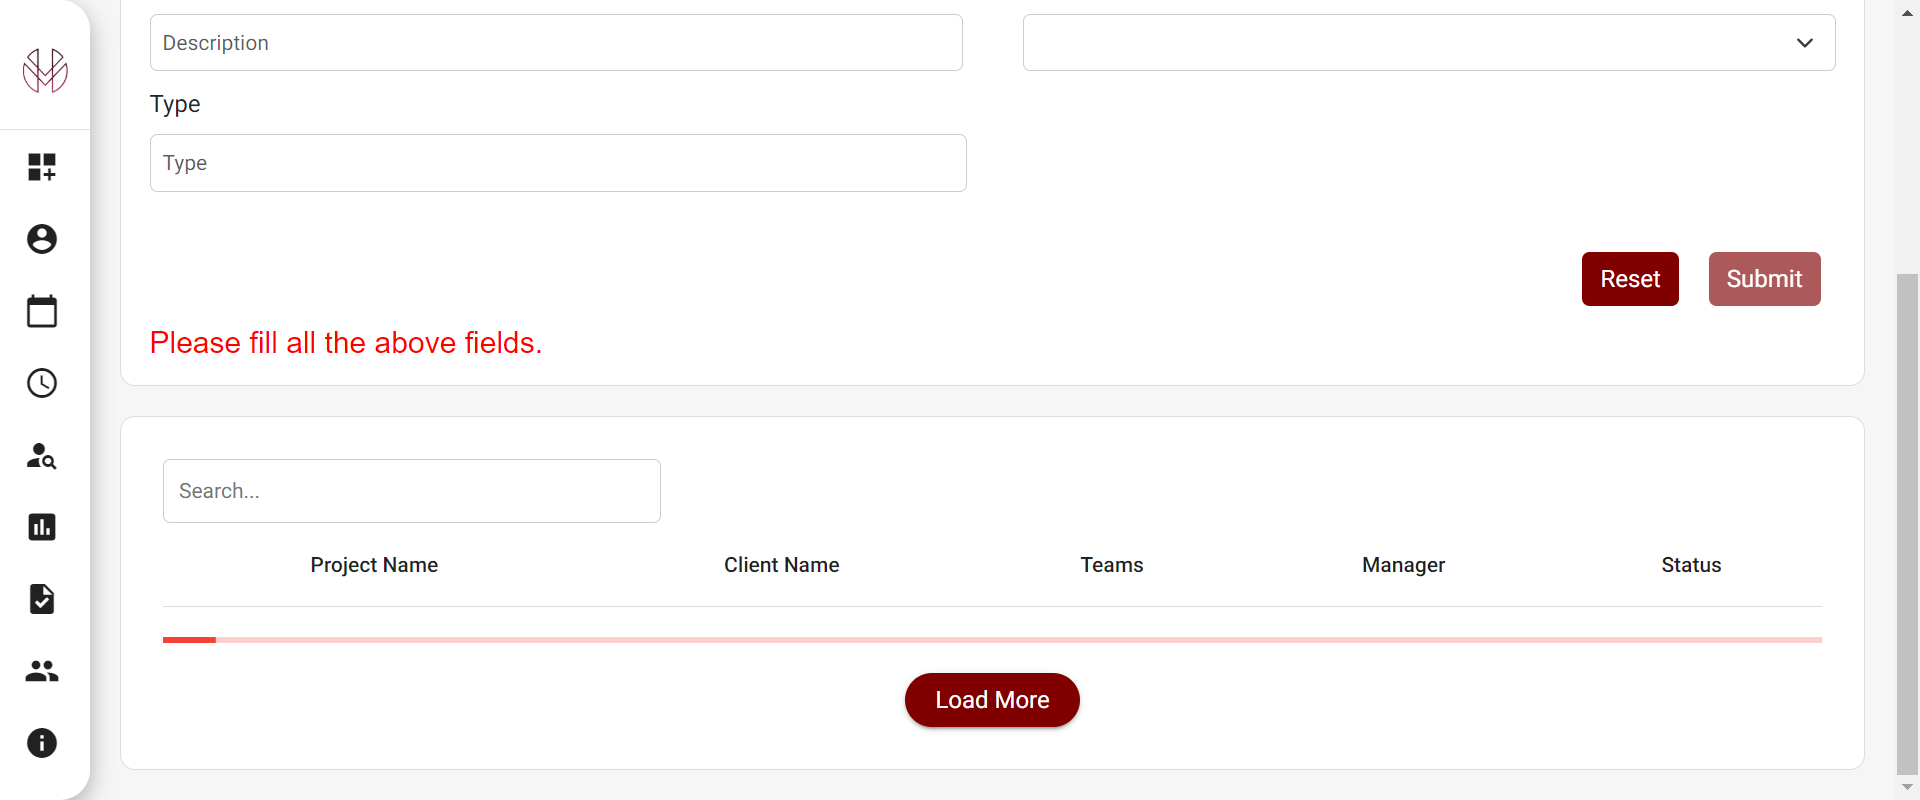 Description
Type
Type
Reset Submit
Please fill all the above fields.
Search...
Project Name Client Name Teams Manager Status
Load More